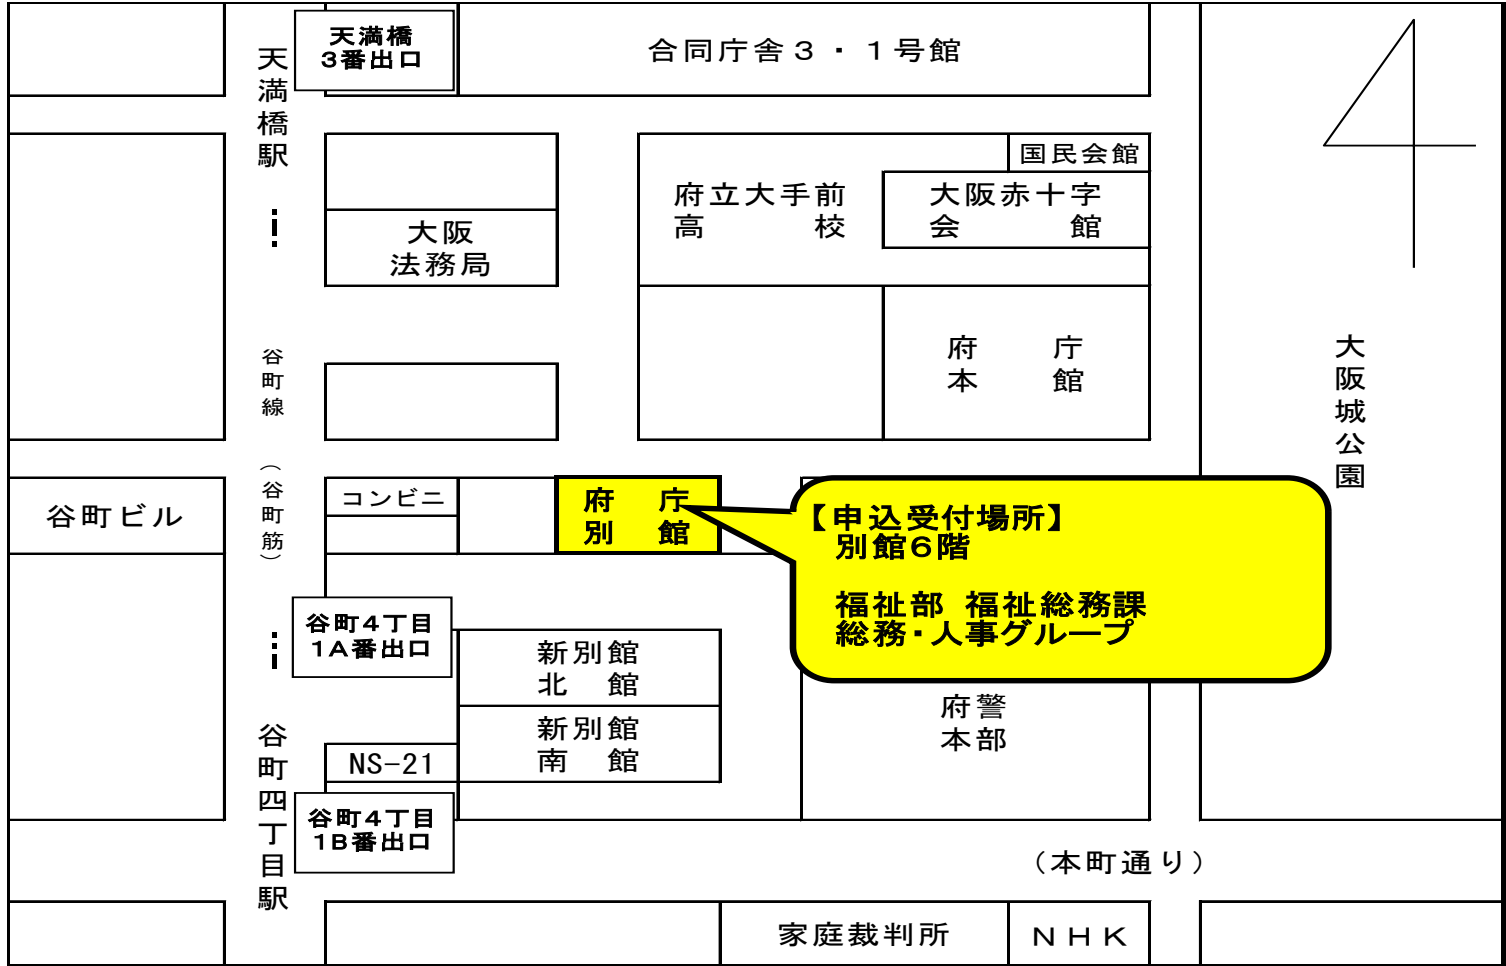 天満橋
3番出口
合同庁舎３・１号館
天満橋駅
国民会館
府立大手前
高校
大阪赤十字
会館
大阪
法務局
谷町線
府庁
本館
大阪城公園
（谷町筋）
谷町ビル
コンビニ
府庁
別館
【申込受付場所】
別館6階
福祉部 福祉総務課
総務・人事グループ
谷町4丁目
1A番出口
新別館
北館
府警
本部
新別館
南館
NS-21
谷町四丁目駅
谷町4丁目
1B番出口
（本町通り）
家庭裁判所
ＮＨＫ